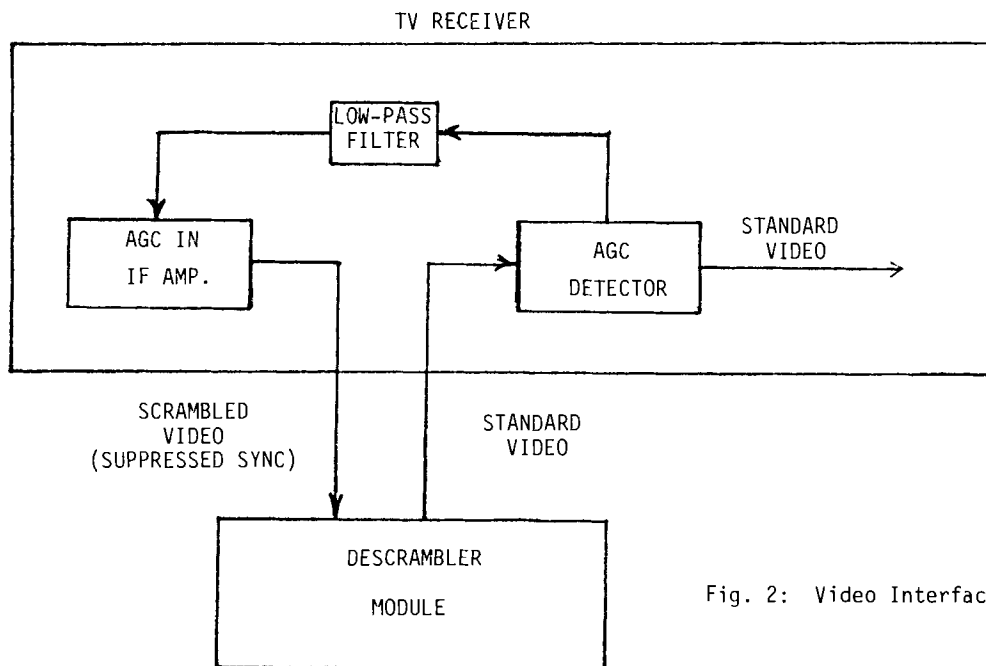 TV RECEIVER
LOW-PASS
FILTER
AGC IN
IF AMP.
AGC
DETECTOR
STANDARD
VIDEO
SCRAMBLED
VIDEO
(SUPPRESSED SYNC)
STANDARD
VIDEO
DESCRAMBLER
MODULE
Fig. 2: Video Interfac